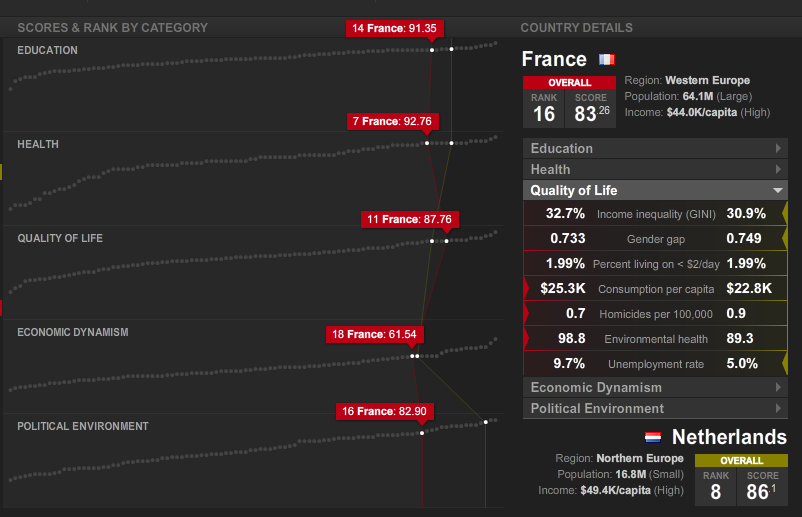 SCORES & RANK BY CATEGORY
COUNTRY DETAILS
14 France: 91.35
EDUCATION
7 France: 92.76
HEALTH
11 France: 87.76
QUALITY OF LIFE
18 France: 61.54
ECONOMIC DYNAMISM
16 France: 82.90
POLITICAL ENVIRONMENT
France
OVERALL
RANK SCORE
16 83.26
Region: Western Europe
Population: 64.1M (Large)
Income: $44.0K/capita (High)
Education
Health
Quality of Life
32.7% Income inequality (GINI) 30.9%
0.733 Gender gap 0.749
1.99% Percent living on < $2/day 1.99%
$25.3K Consumption per capita $22.8K
0.7 Homicides per 100,000 0.9
98.8 Environmental health 89.3
9.7% Unemployment rate 5.0%
Economic Dynamism
Political Environment
Netherlands
Region: Northern Europe
Population: 16.8M (Small)
Income: $49.4K/capita (High)
OVERALL
RANK SCORE
8 86.1